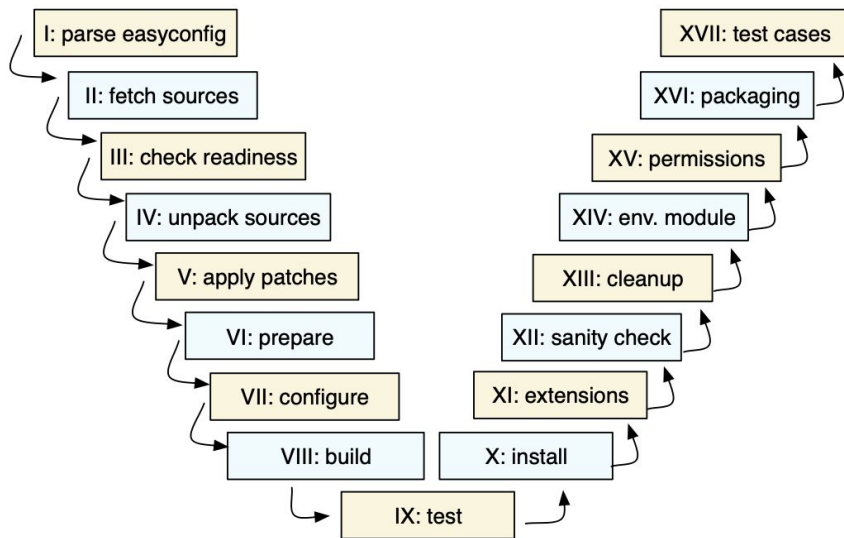 I: parse easyconfig
II: fetch sources
III: check readiness
IV: unpack sources
V: apply patches
VI: prepare
VII: configure
VIII: build
IX: test
X: install
XI: extensions
XII: sanity check
XIII: cleanup
XIV: env. module
XV: permissions
XVI: packaging
XVII: test cases